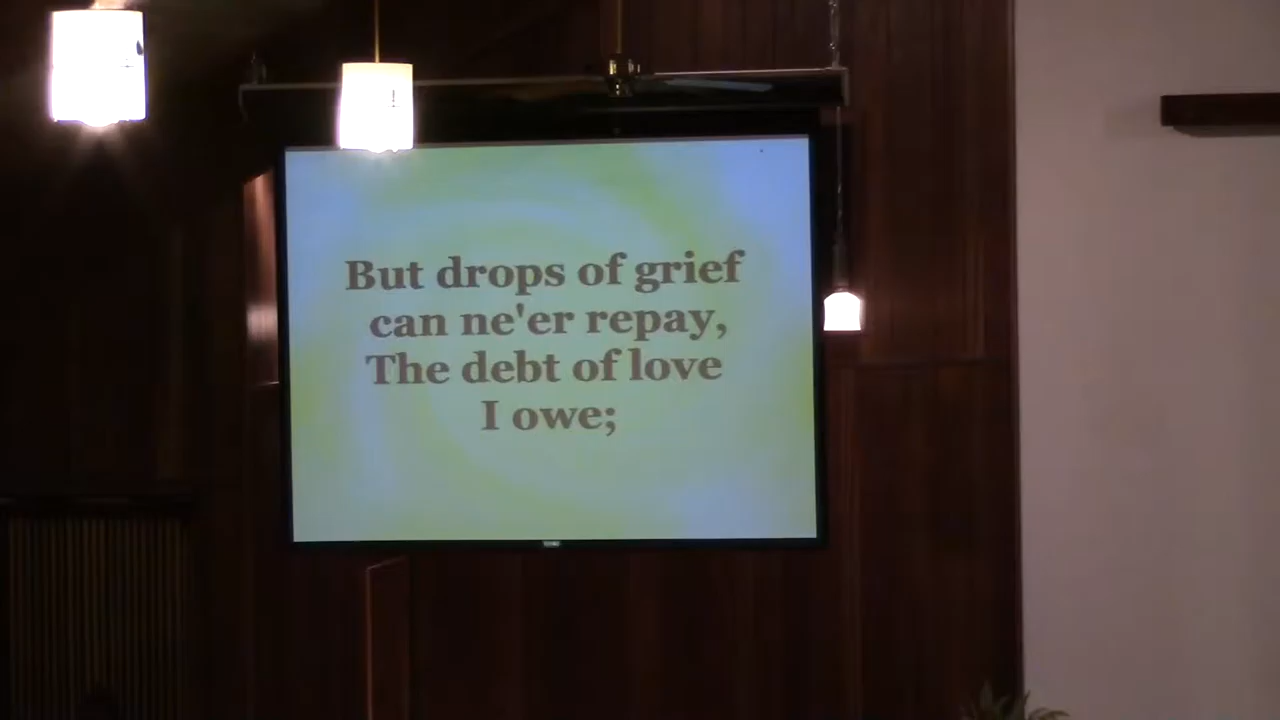 But drops of grief
can ne'er repay,
The debt of love
I owe;